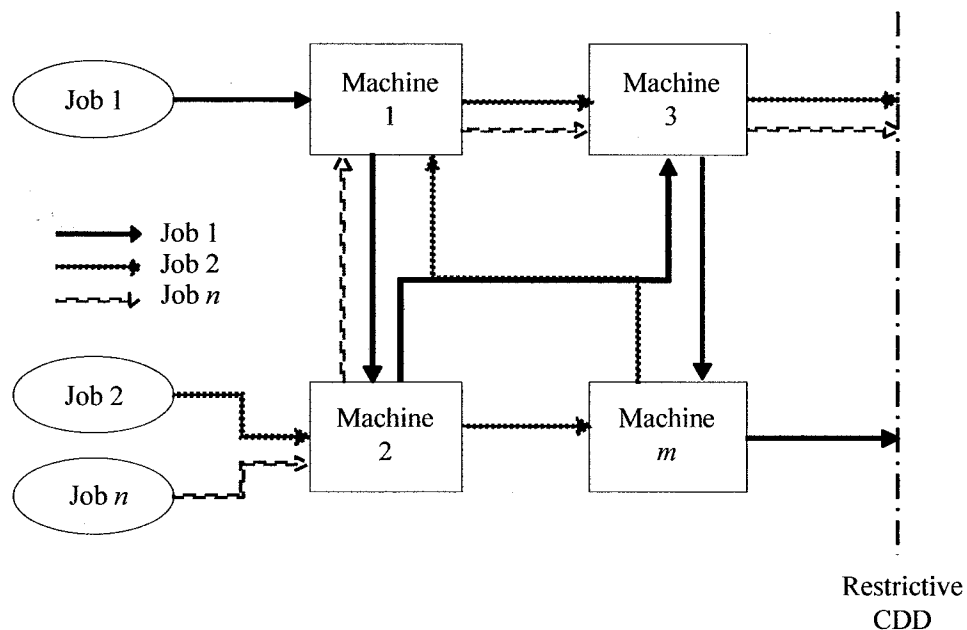 Job 1
Machine
1
Machine
3
Job 1
Job 2
Job n
Job 2
Job n
Machine
2
Machine
m
Restrictive
CDD